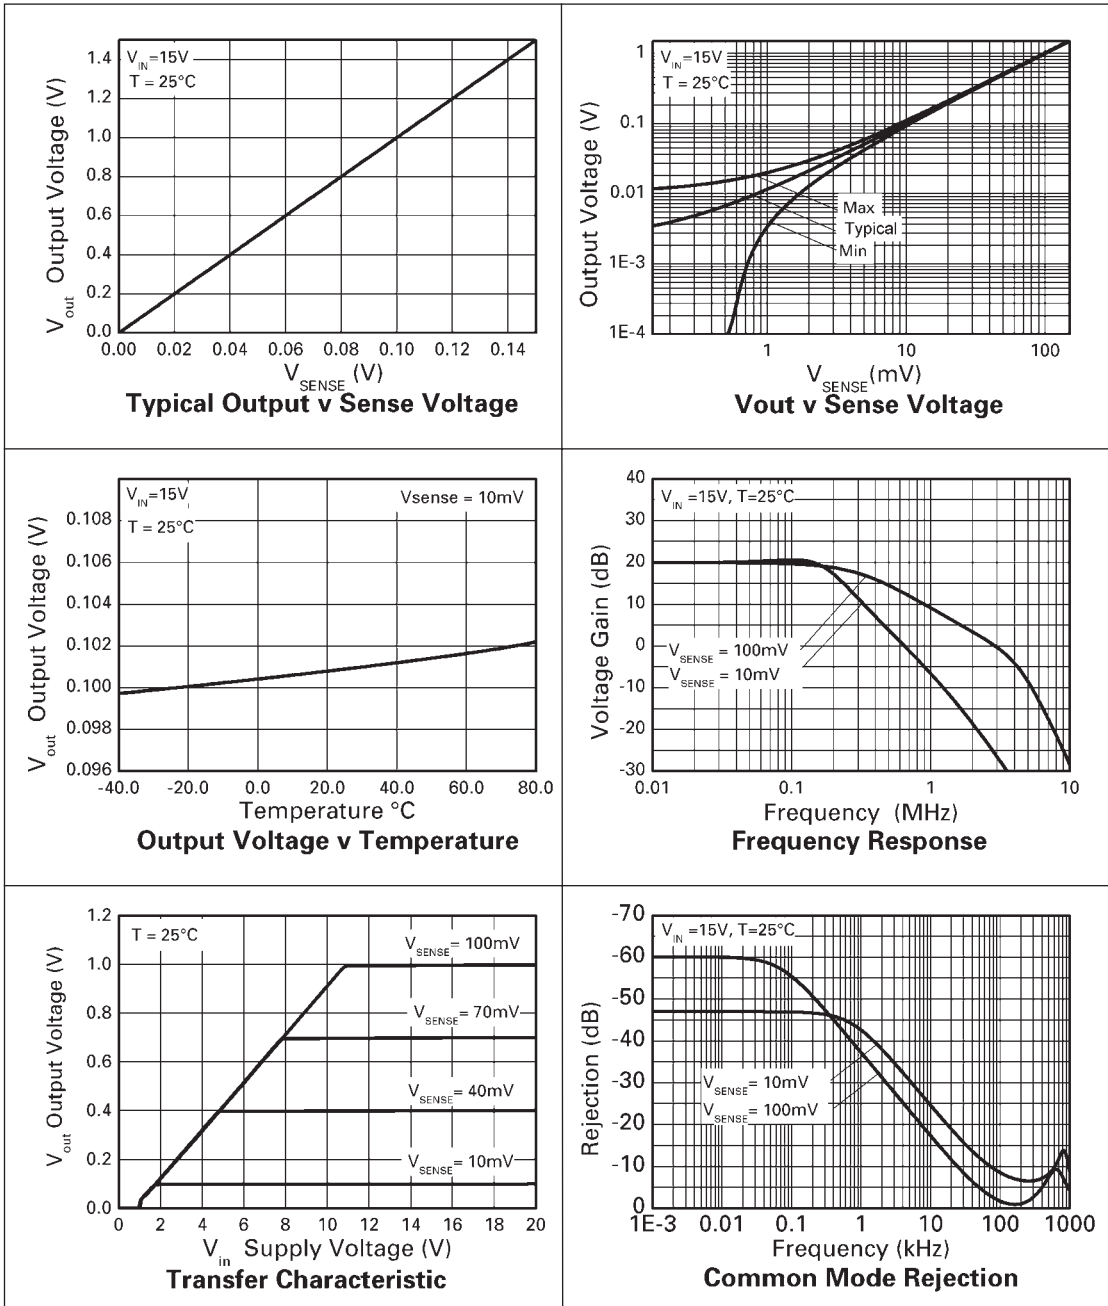 V_IN=15V
T = 25°C
V_out Output Voltage (V)
1.4
1.2
1.0
0.8
0.6
0.4
0.2
0.0
0.00 0.02 0.04 0.06 0.08 0.10 0.12 0.14
V_SENSE (V)
Typical Output v Sense Voltage
V_IN=15V
T = 25°C
Output Voltage (V)
1
0.1
0.01
1E-3
1E-4
Max
Typical
Min
1 10 100
V_SENSE(mV)
Vout v Sense Voltage
V_IN=15V
T = 25°C
Vsense = 10mV
V_out Output Voltage (V)
0.108
0.106
0.104
0.102
0.100
0.098
0.096
-40.0 -20.0 0.0 20.0 40.0 60.0 80.0
Temperature °C
Output Voltage v Temperature
V_IN =15V, T=25°C
Voltage Gain (dB)
40
30
20
10
0
-10
-20
-30
V_SENSE = 100mV
V_SENSE = 10mV
0.01 0.1 1 10
Frequency (MHz)
Frequency Response
T = 25°C
V_out Output Voltage (V)
1.2
1.0
0.8
0.6
0.4
0.2
0.0
V_SENSE= 100mV
V_SENSE= 70mV
V_SENSE= 40mV
V_SENSE= 10mV
0 2 4 6 8 10 12 14 16 18 20
V_in Supply Voltage (V)
Transfer Characteristic
V_IN =15V, T=25°C
Rejection (dB)
-70
-60
-50
-40
-30
-20
-10
0
V_SENSE= 10mV
V_SENSE= 100mV
1E-3 0.01 0.1 1 10 100 1000
Frequency (kHz)
Common Mode Rejection